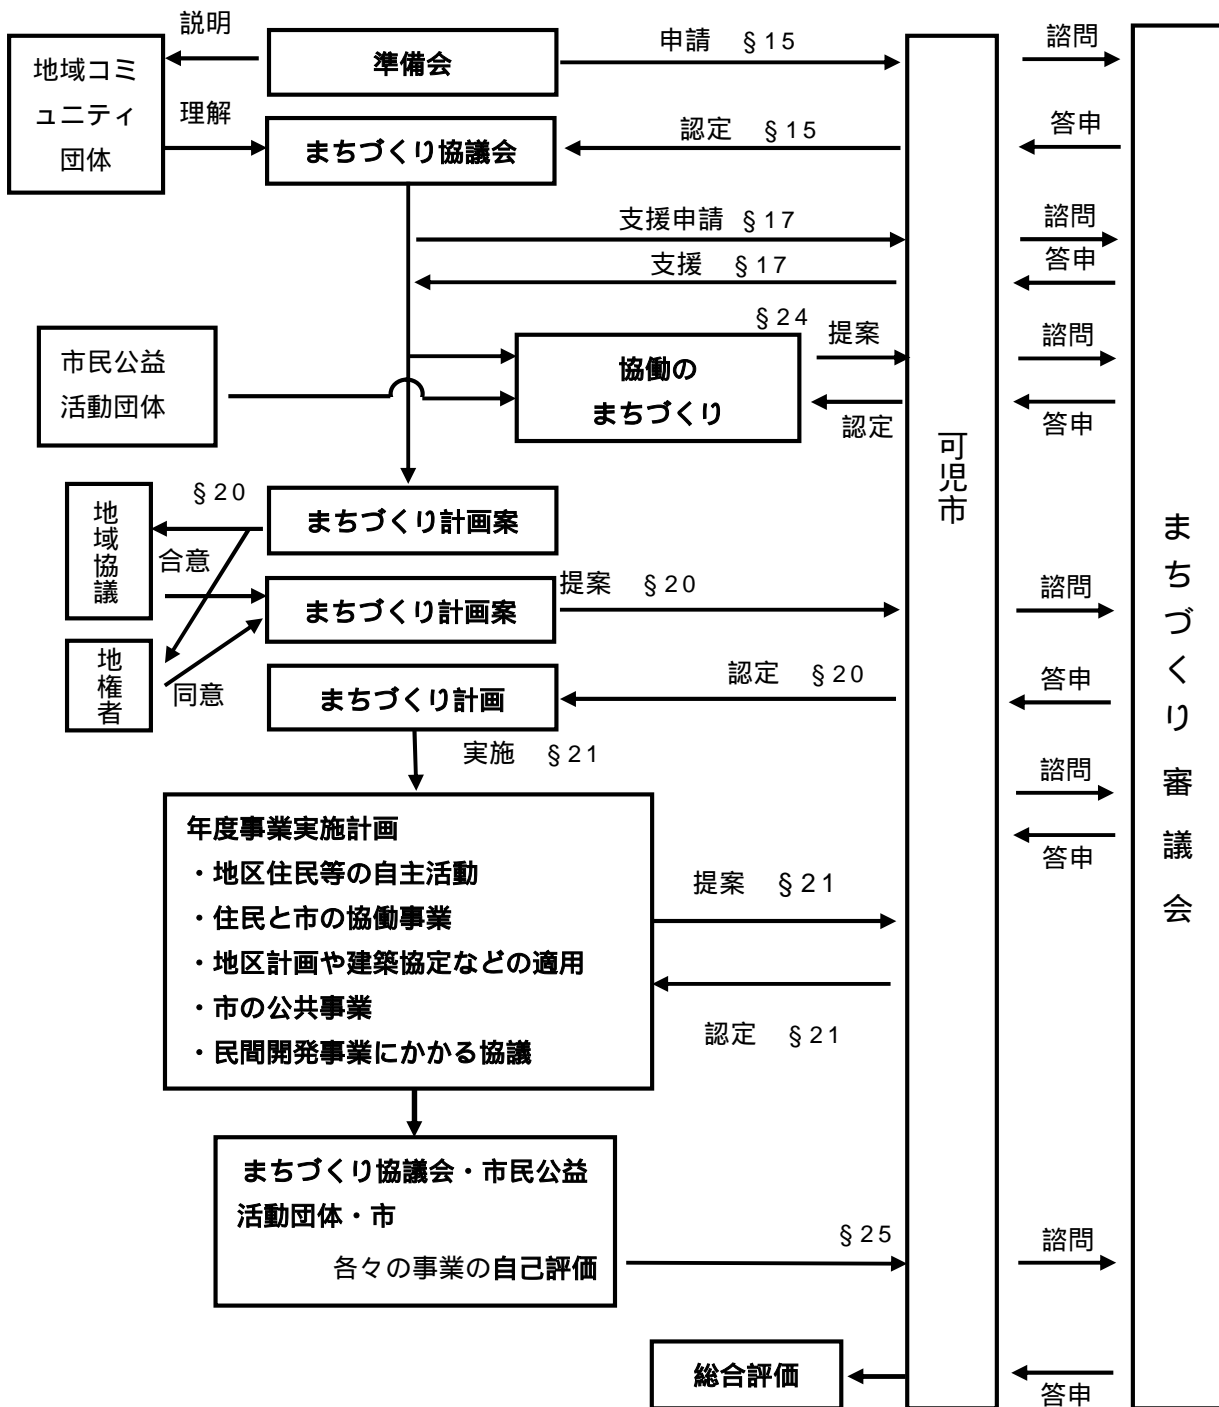 説明
準備会
申請 §15
諮問
地域コミ
ュニティ
団体
理解
まちづくり協議会
認定 §15
答申
支援申請 §17
諮問
支援 §17
答申
§24
市民公益
活動団体
協働の
まちづくり
提案
諮問
認定
答申
可児市
まちづくり審議会
§20
地域協議
まちづくり計画案
合意
まちづくり計画案
提案 §20
諮問
地権者
同意
まちづくり計画
認定 §20
答申
実施 §21
諮問
答申
年度事業実施計画
・地区住民等の自主活動
・住民と市の協働事業
・地区計画や建築協定などの適用
・市の公共事業
・民間開発事業にかかる協議
提案 §21
認定 §21
まちづくり協議会・市民公益
活動団体・市
各々の事業の自己評価
§25
諮問
総合評価
答申